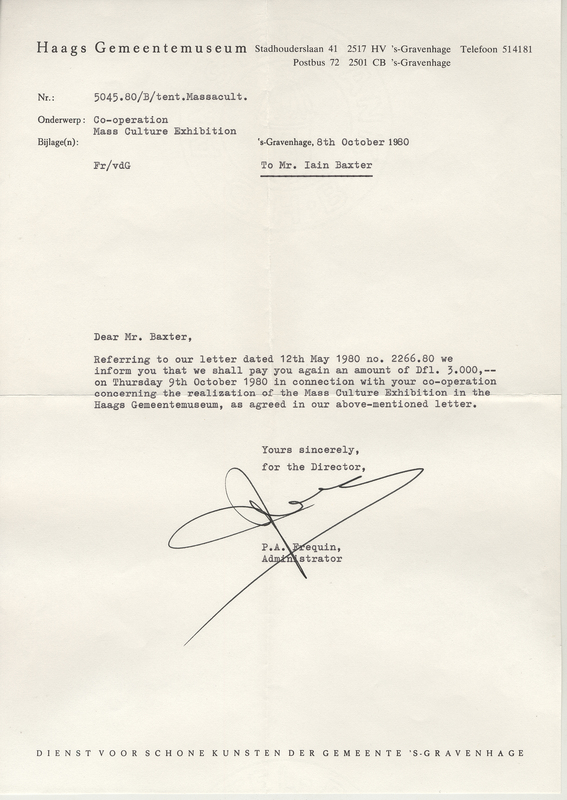 Haags Gemeentemuseum Stadhouderslaan 41 2517 HV 's-Gravenhage Telefoon 514181
Postbus 72 2501 CB 's-Gravenhage
Nr.: 5045.80/B/tent.Massacult.
Onderwerp: Co-operation
Mass Culture Exhibition
Bijlage(n): 's-Gravenhage, 8th October 1980
Fr/vdG To Mr. Iain Baxter
Dear Mr. Baxter,
Referring to our letter dated 12th May 1980 no. 2266.80 we
inform you that we shall pay you again an amount of Dfl. 3.000,--
on Thursday 9th October 1980 in connection with your co-operation
concerning the realization of the Mass Culture Exhibition in the
Haags Gemeentemuseum, as agreed in our above-mentioned letter.
Yours sincerely,
for the Director,
P.A. Frequin,
Administrator
DIENST VOOR SCHONE KUNSTEN DER GEMEENTE 'S-GRAVENHAGE